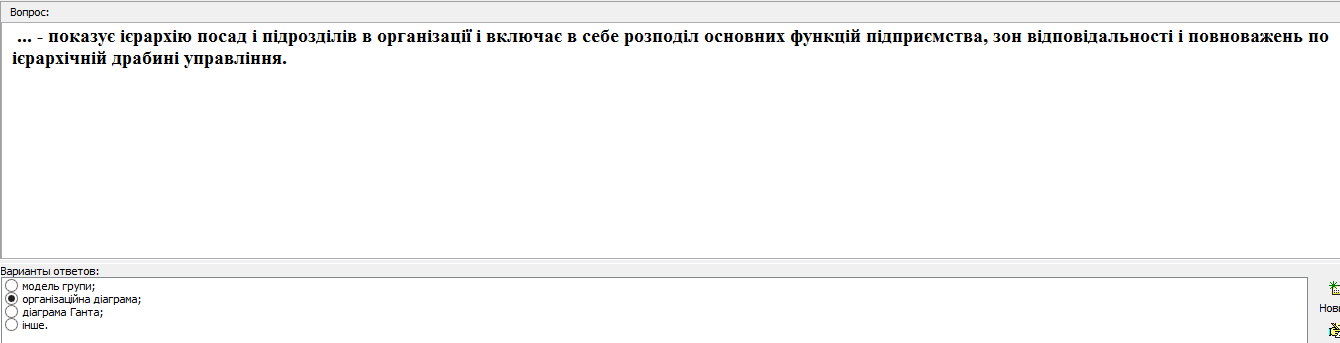 Вопрос:
... - показує ієрархію посад і підрозділів в організації і включає в себе розподіл основних функцій підприємства, зон відповідальності і повноважень по
ієрархічній драбині управління.
Варианты ответов:
модель групи;
організаційна діаграма;
діаграма Ганта;
інше.